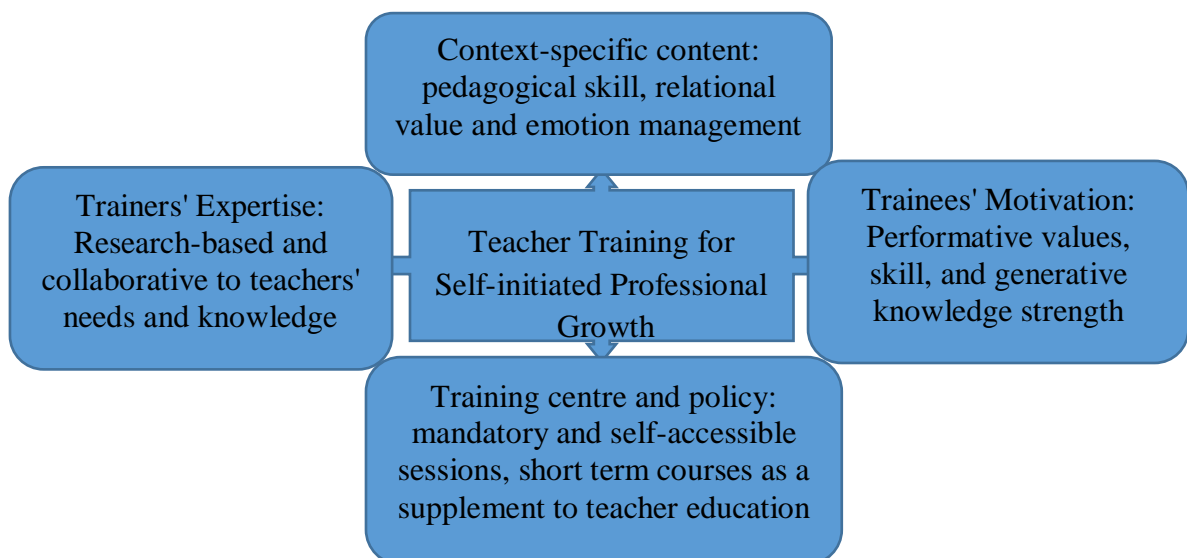 Context-specific content:
pedagogical skill, relational
value and emotion management
Trainers' Expertise:
Research-based and
collaborative to teachers'
needs and knowledge
Teacher Training for
Self-initiated Professional
Growth
Trainees' Motivation:
Performative values,
skill, and generative
knowledge strength
Training centre and policy:
mandatory and self-accessible
sessions, short term courses as a
supplement to teacher education